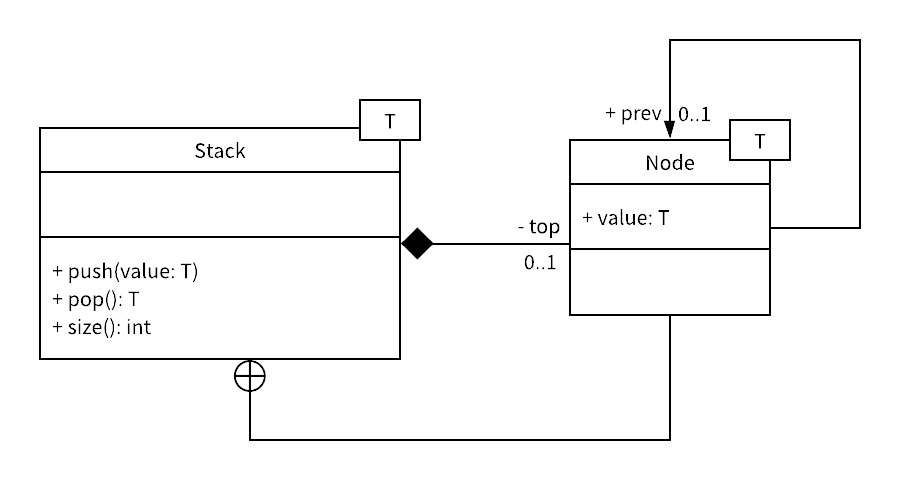 T
Stack
+ push(value: T)
+ pop(): T
+ size(): int
- top
0..1
+ prev
0..1
T
Node
+ value: T